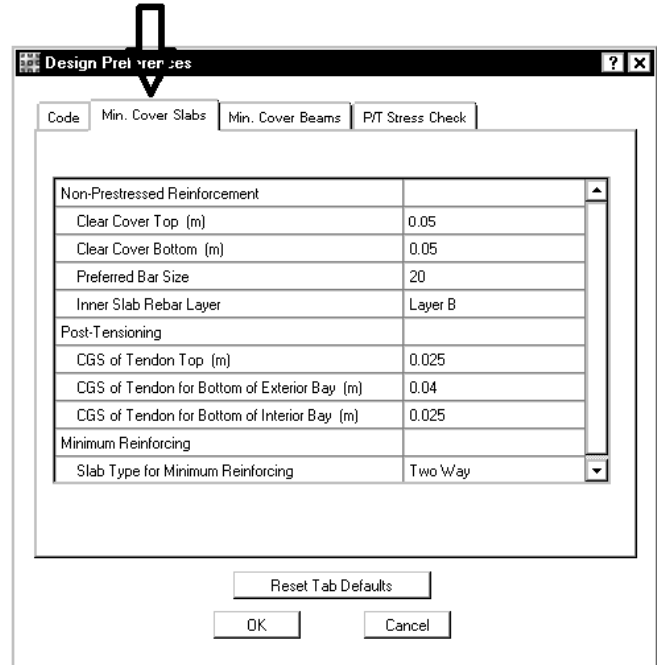 Design Preferences
Code
Min. Cover Slabs
Min. Cover Beams
P/T Stress Check
Non-Prestressed Reinforcement
Clear Cover Top (m) 0.05
Clear Cover Bottom (m) 0.05
Preferred Bar Size 20
Inner Slab Rebar Layer Layer B
Post-Tensioning
CGS of Tendon Top (m) 0.025
CGS of Tendon for Bottom of Exterior Bay (m) 0.04
CGS of Tendon for Bottom of Interior Bay (m) 0.025
Minimum Reinforcing
Slab Type for Minimum Reinforcing Two Way
Reset Tab Defaults
OK Cancel